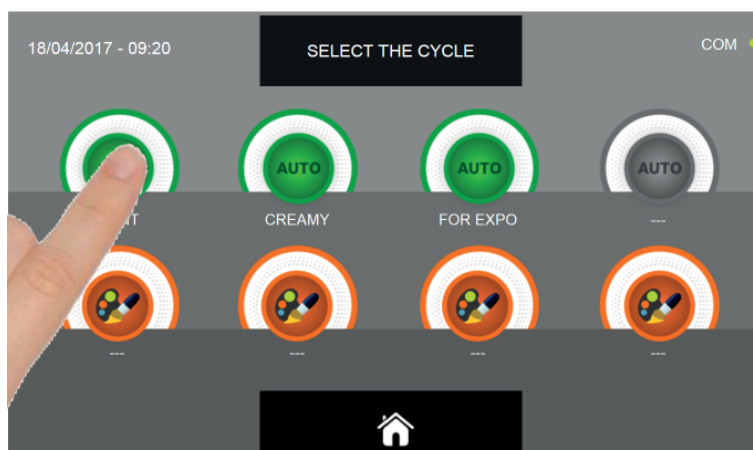 18/04/2017 - 09:20
SELECT THE CYCLE
COM
AUTO
AUTO
AUTO
CREAMY
FOR EXPO
---
---
---
---
---